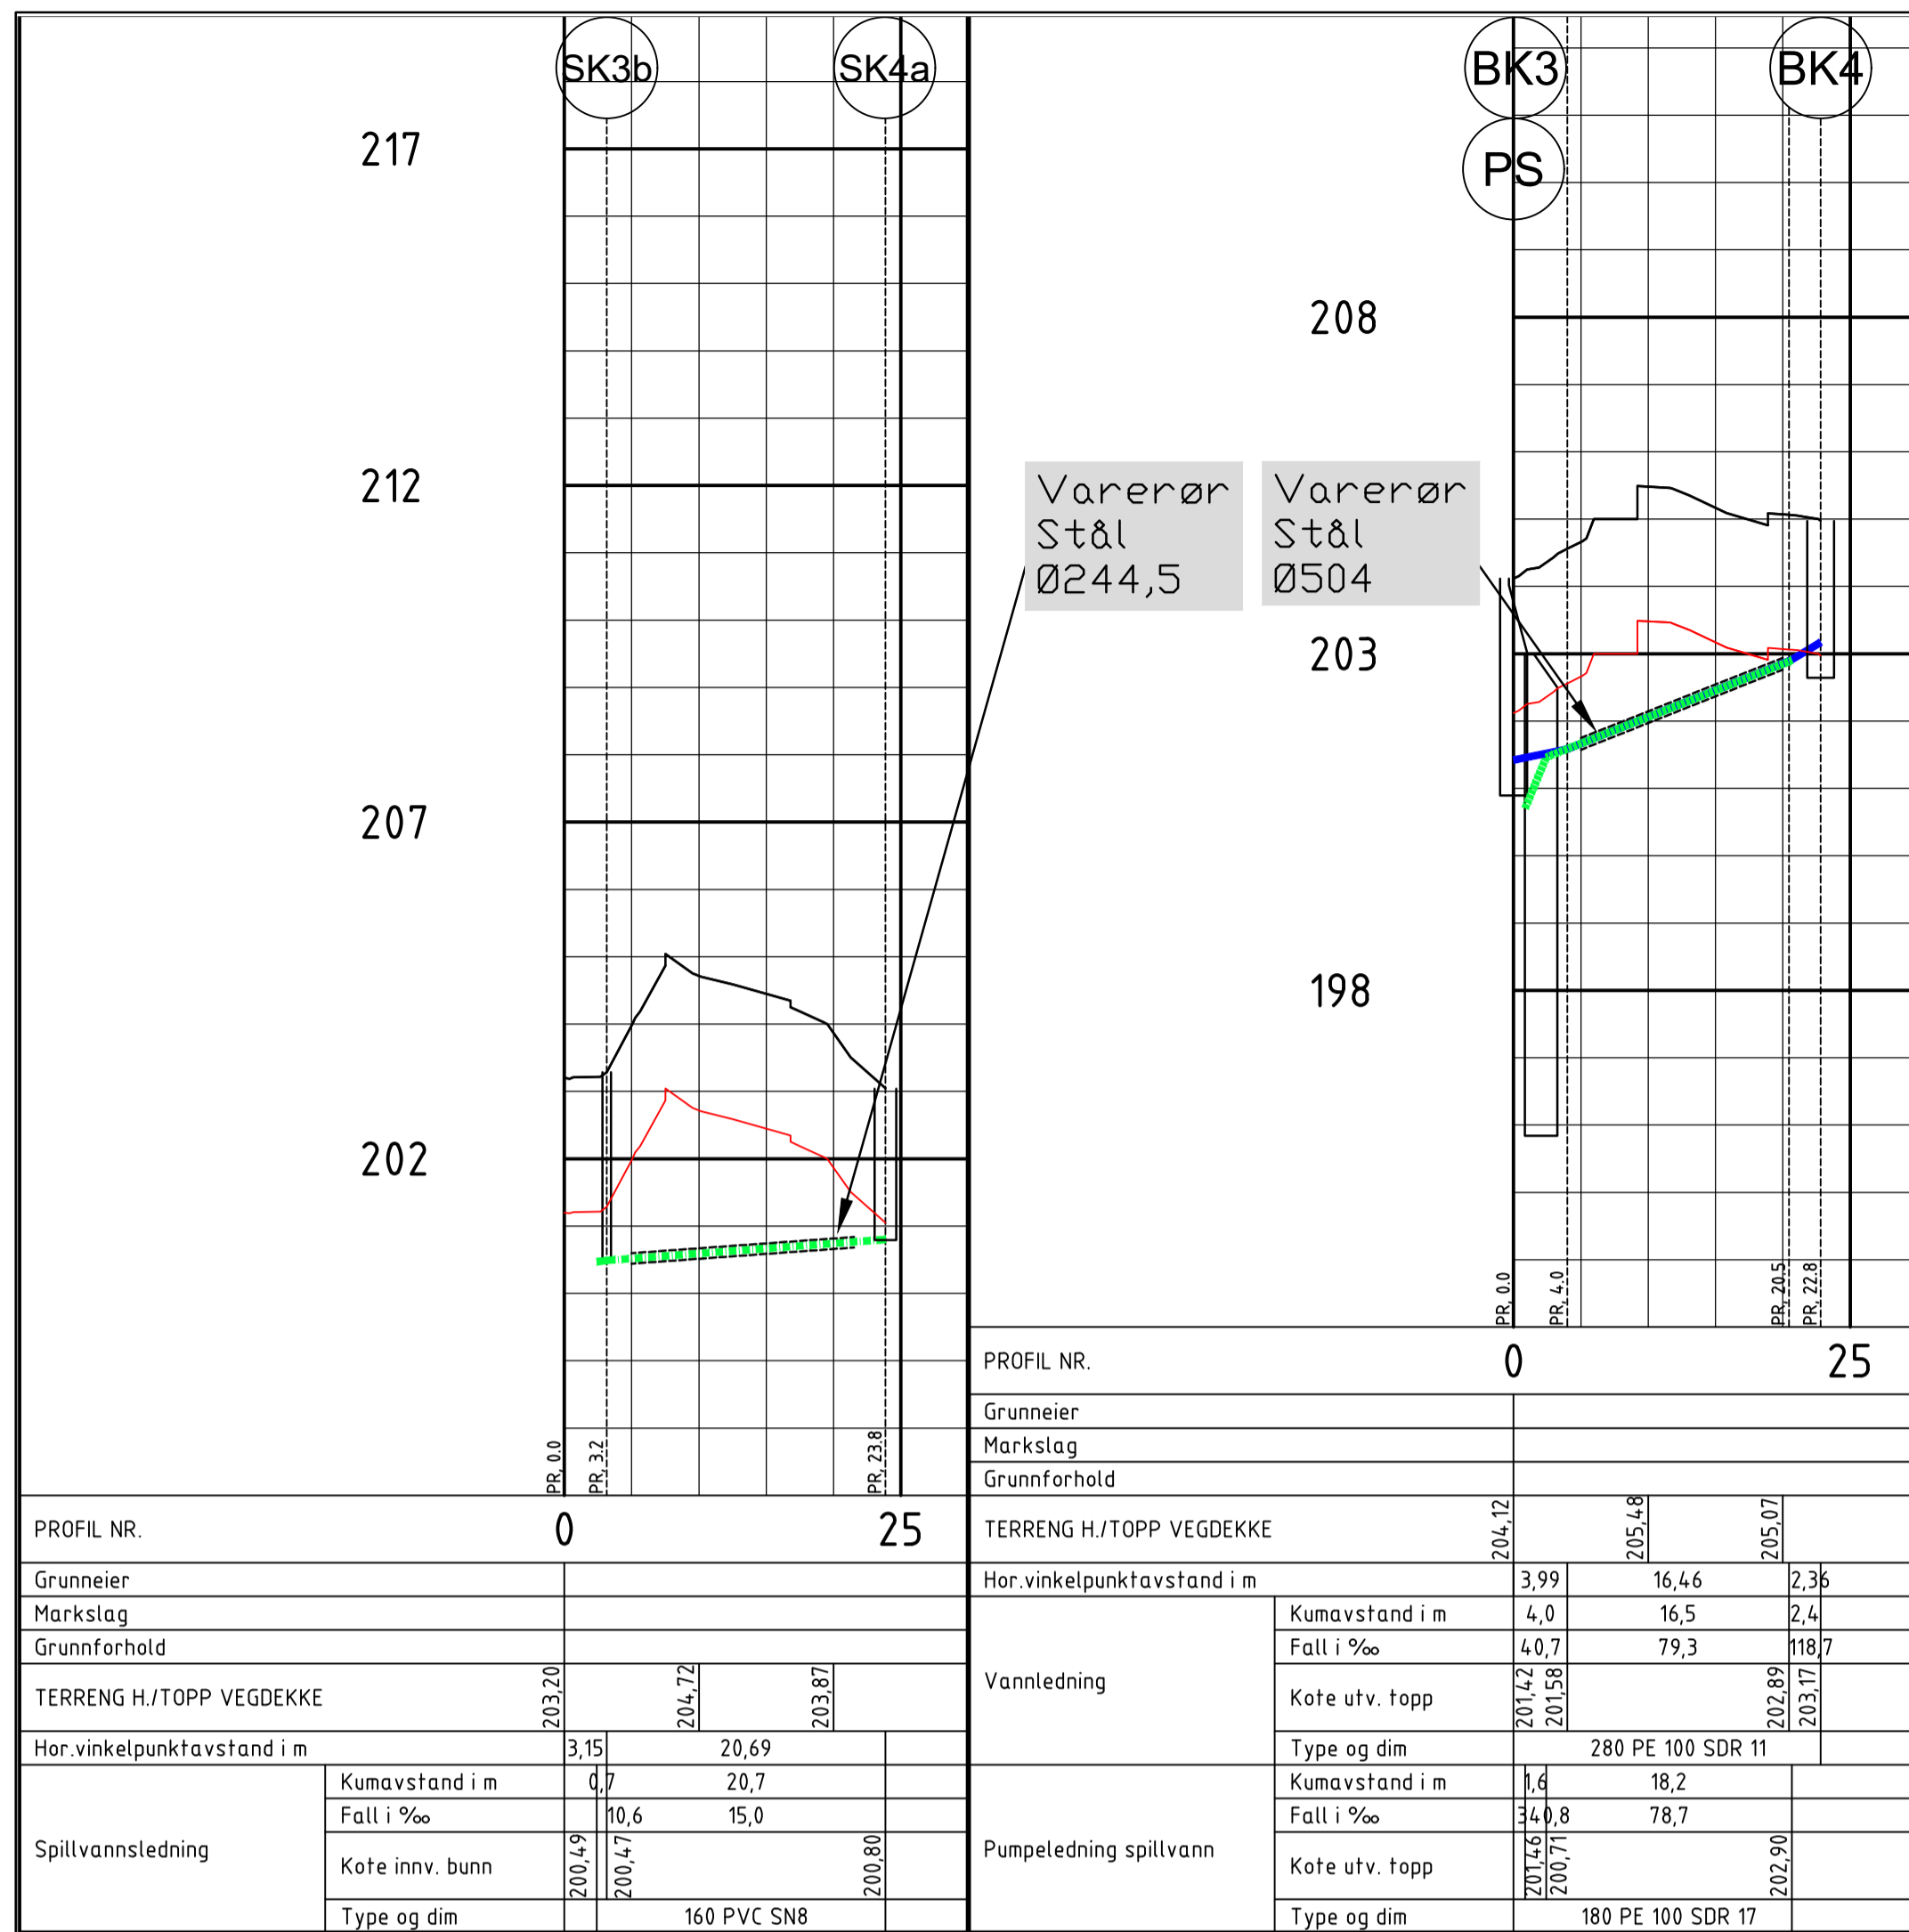 SK3b
SK4a
217
212
207
202
Varerør
Stål
Ø244,5
PR, 0.0
PR, 3.2
PR, 23.8
PROFIL NR.
0
25
Grunneier
Markslag
Grunnforhold
TERRENG H./TOPP VEGDEKKE
203,20
204,72
203,87
Hor.vinkelpunktavstand i m
3,15
20,69
Spillvannsledning
Kumavstand i m
0,7
20,7
Fall i ‰
10,6
15,0
Kote innv. bunn
200,49
200,47
200,80
Type og dim
160 PVC SN8
BK3
BK4
PS
208
203
198
Varerør
Stål
Ø504
PR, 0.0
PR, 4.0
PR, 20.5
PR, 22.8
PROFIL NR.
0
25
Grunneier
Markslag
Grunnforhold
TERRENG H./TOPP VEGDEKKE
204,12
205,48
205,07
Hor.vinkelpunktavstand i m
3,99
16,46
2,36
Vannledning
Kumavstand i m
4,0
16,5
2,4
Fall i ‰
40,7
79,3
118,7
Kote utv. topp
201,42
201,58
202,89
203,17
Type og dim
280 PE 100 SDR 11
Pumpeledning spillvann
Kumavstand i m
1,6
18,2
Fall i ‰
340,8
78,7
Kote utv. topp
201,46
200,71
202,90
Type og dim
180 PE 100 SDR 17